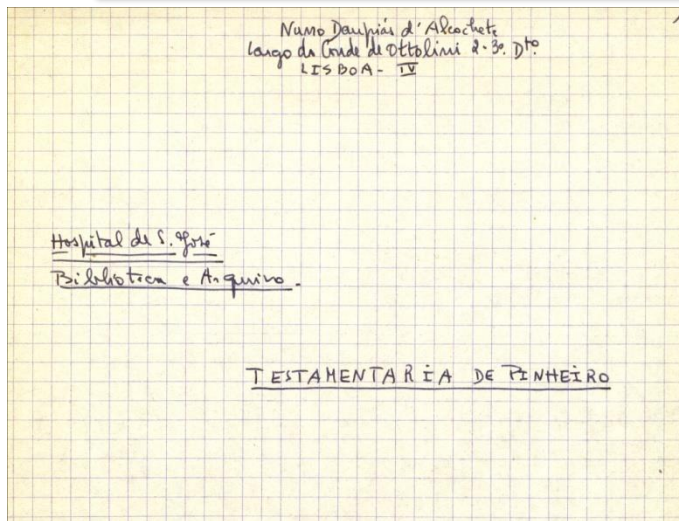 Nuno Daupiás d'Alcochete
Largo do Conde de Ottolini 2-3º. Dto.
LISBOA - IV
Hospital de S. José
Biblioteca e Arquivo.
TESTAMENTARIA DE PINHEIRO